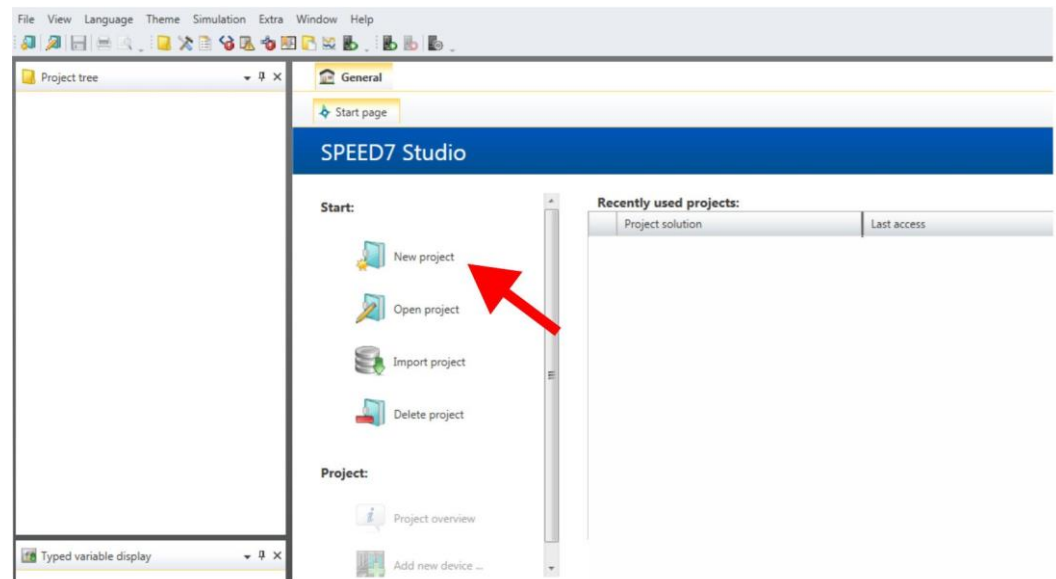 File View Language Theme Simulation Extra Window Help
Project tree
General
Start page
SPEED7 Studio
Start:
Recently used projects:
Project solution Last access
New project
Open project
Import project
Delete project
Project:
Project overview
Typed variable display
Add new device ...